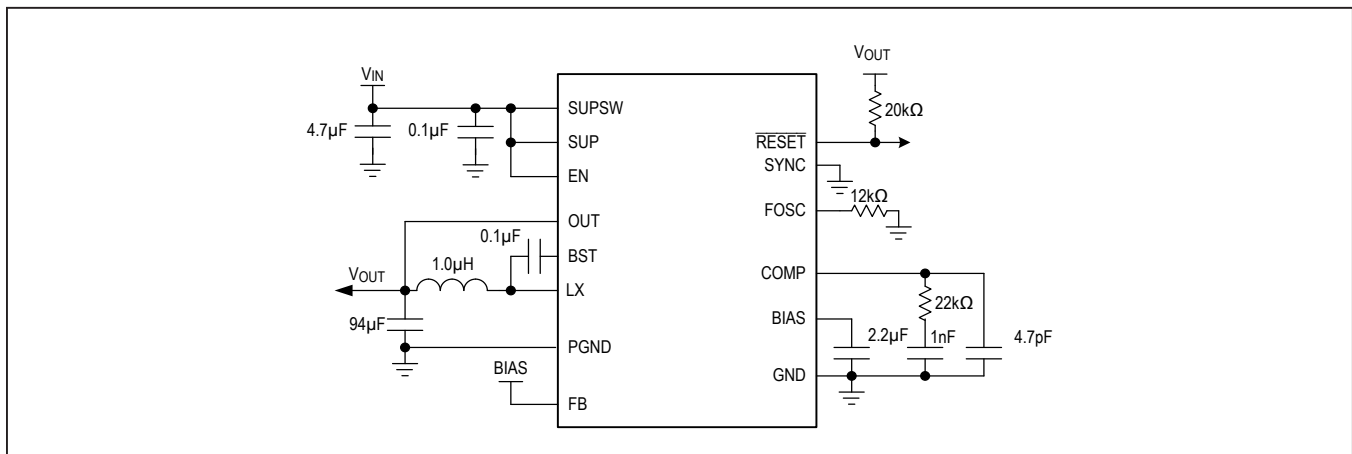 VIN
4.7µF
0.1µF
SUPSW
SUP
EN
OUT
0.1µF
BST
1.0µH
VOUT
LX
94µF
PGND
BIAS
FB
VOUT
20kΩ
RESET
SYNC
12kΩ
FOSC
COMP
22kΩ
BIAS
2.2µF
1nF
4.7pF
GND